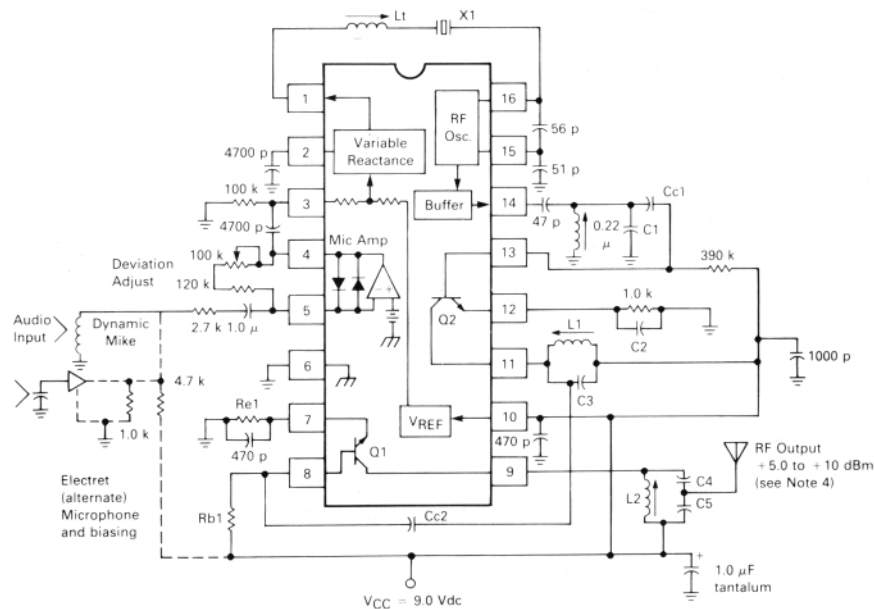 Lt X1
1 16
RF
Osc.
56 p
Variable
Reactance
2 15
4700 p
51 p
100 k
3
Buffer
14
Cc1
47 p
0.22
μ
C1
4700 p
Mic Amp
100 k
4 13
390 k
Deviation
Adjust
120 k
- +
5
Q2
12
1.0 k
C2
Audio
Input
Dynamic
Mike
2.7 k 1.0 μ
L1
6 11
C3
1000 p
4.7 k
Re1
7
VREF
10
1.0 k
470 p
470 p
Q1
RF Output
+5.0 to +10 dBm
(see Note 4)
8 9
C4
L2
C5
Electret
(alternate)
Microphone
and biasing
Rb1
Cc2
+
1.0 μF
tantalum
VCC = 9.0 Vdc